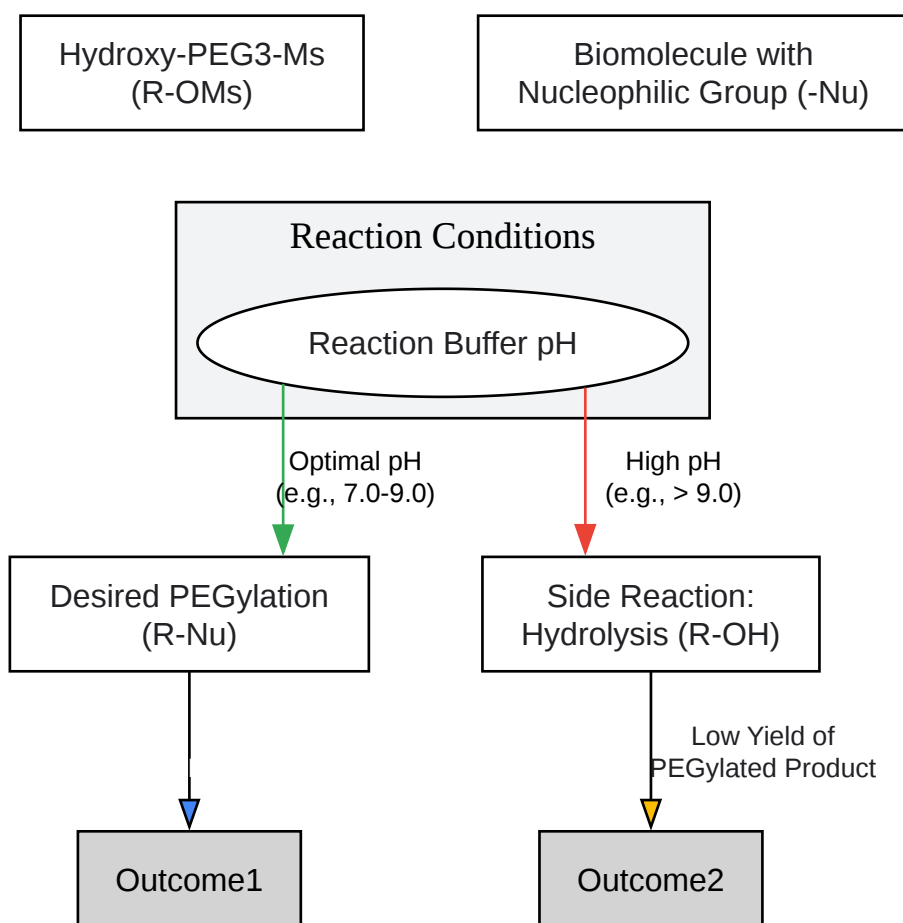 Hydroxy-PEG3-Ms
(R-OMs)
Biomolecule with
Nucleophilic Group (-Nu)
Reaction Conditions
Reaction Buffer pH
Optimal pH
(e.g., 7.0-9.0)
High pH
(e.g., > 9.0)
Desired PEGylation
(R-Nu)
Side Reaction:
Hydrolysis (R-OH)
Low Yield of
PEGylated Product
Outcome1
Outcome2